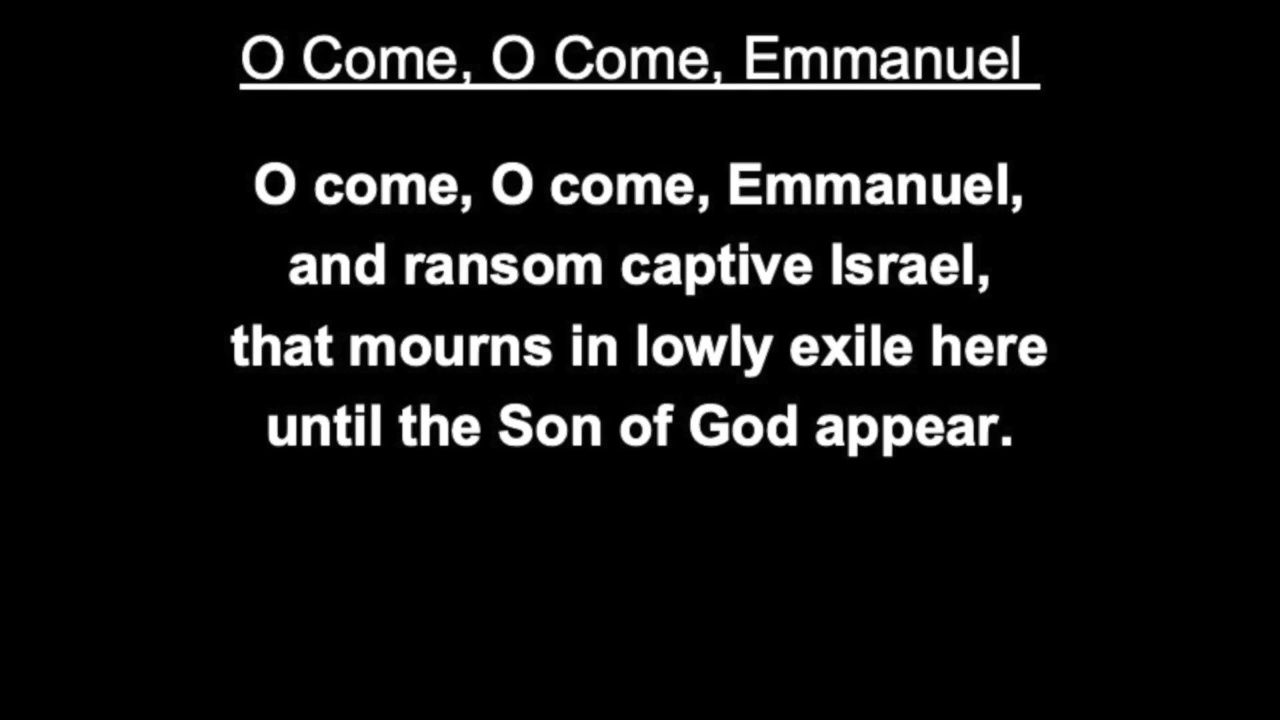 O Come, O Come, Emmanuel
O come, O come, Emmanuel,
and ransom captive Israel,
that mourns in lowly exile here
until the Son of God appear.